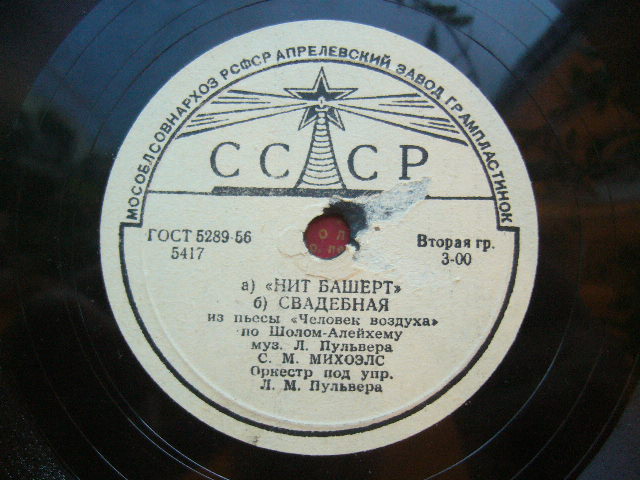 МОСОБЛСОВНАРХОЗ РСФСР АПРЕЛЕВСКИЙ ЗАВОД ГРАМПЛАСТИНОК
СССР
ГОСТ 5289-56
5417
Вторая гр.
3-00
а) «НИТ БАШЕРТ»
б) СВАДЕБНАЯ
из пьесы «Человек воздуха»
по Шолом-Алейхему
муз. Л. Пульвера
С. М. МИХОЭЛС
Оркестр под упр.
Л. М. Пульвера